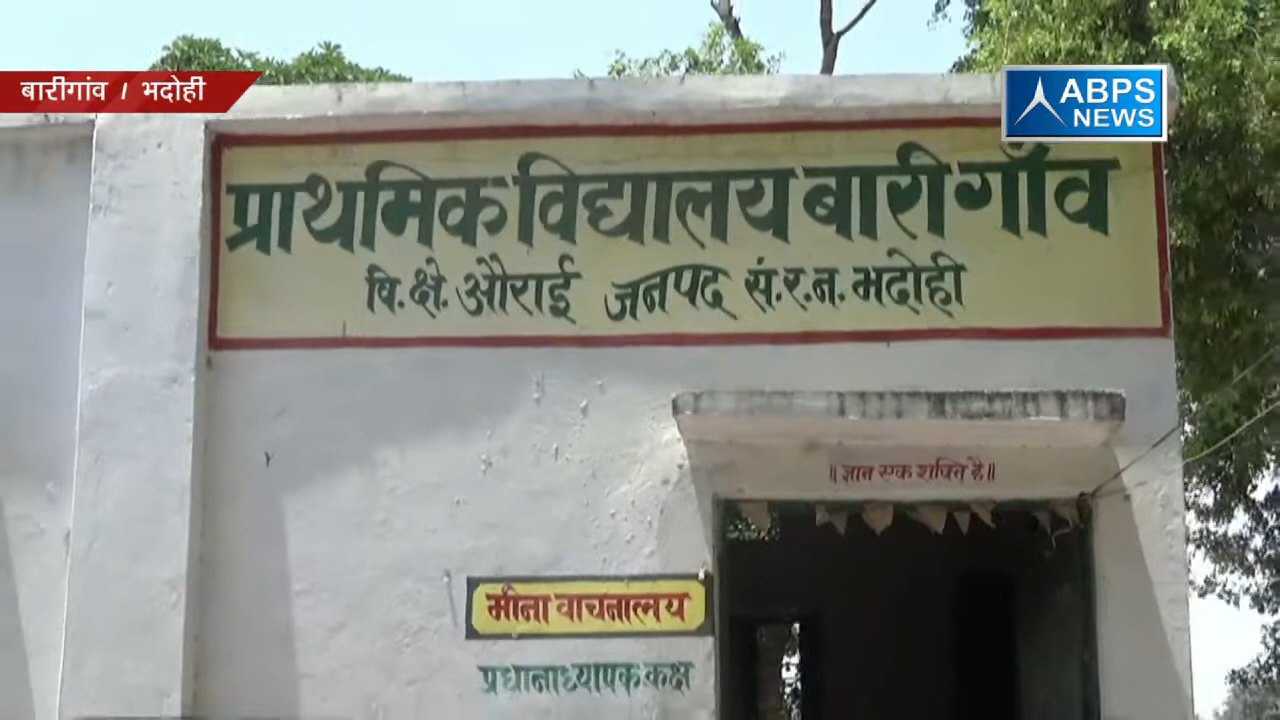 बारीगांव / भदोही
ABPS
NEWS
प्राथमिक विद्यालय बारी गाँव
वि.क्षे. औराई जनपद सं.र.न. भदोही
॥ ज्ञान एक शक्ति है॥
मीना वाचनालय
प्रधानाध्यापक कक्ष